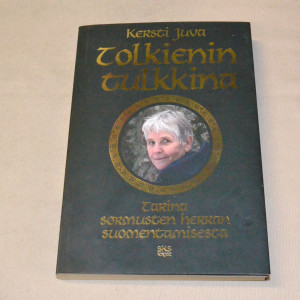 Kersti Juva
Tolkienin
tulkkina
Tarina
Sormusten herran
suomentamisesta
SKS